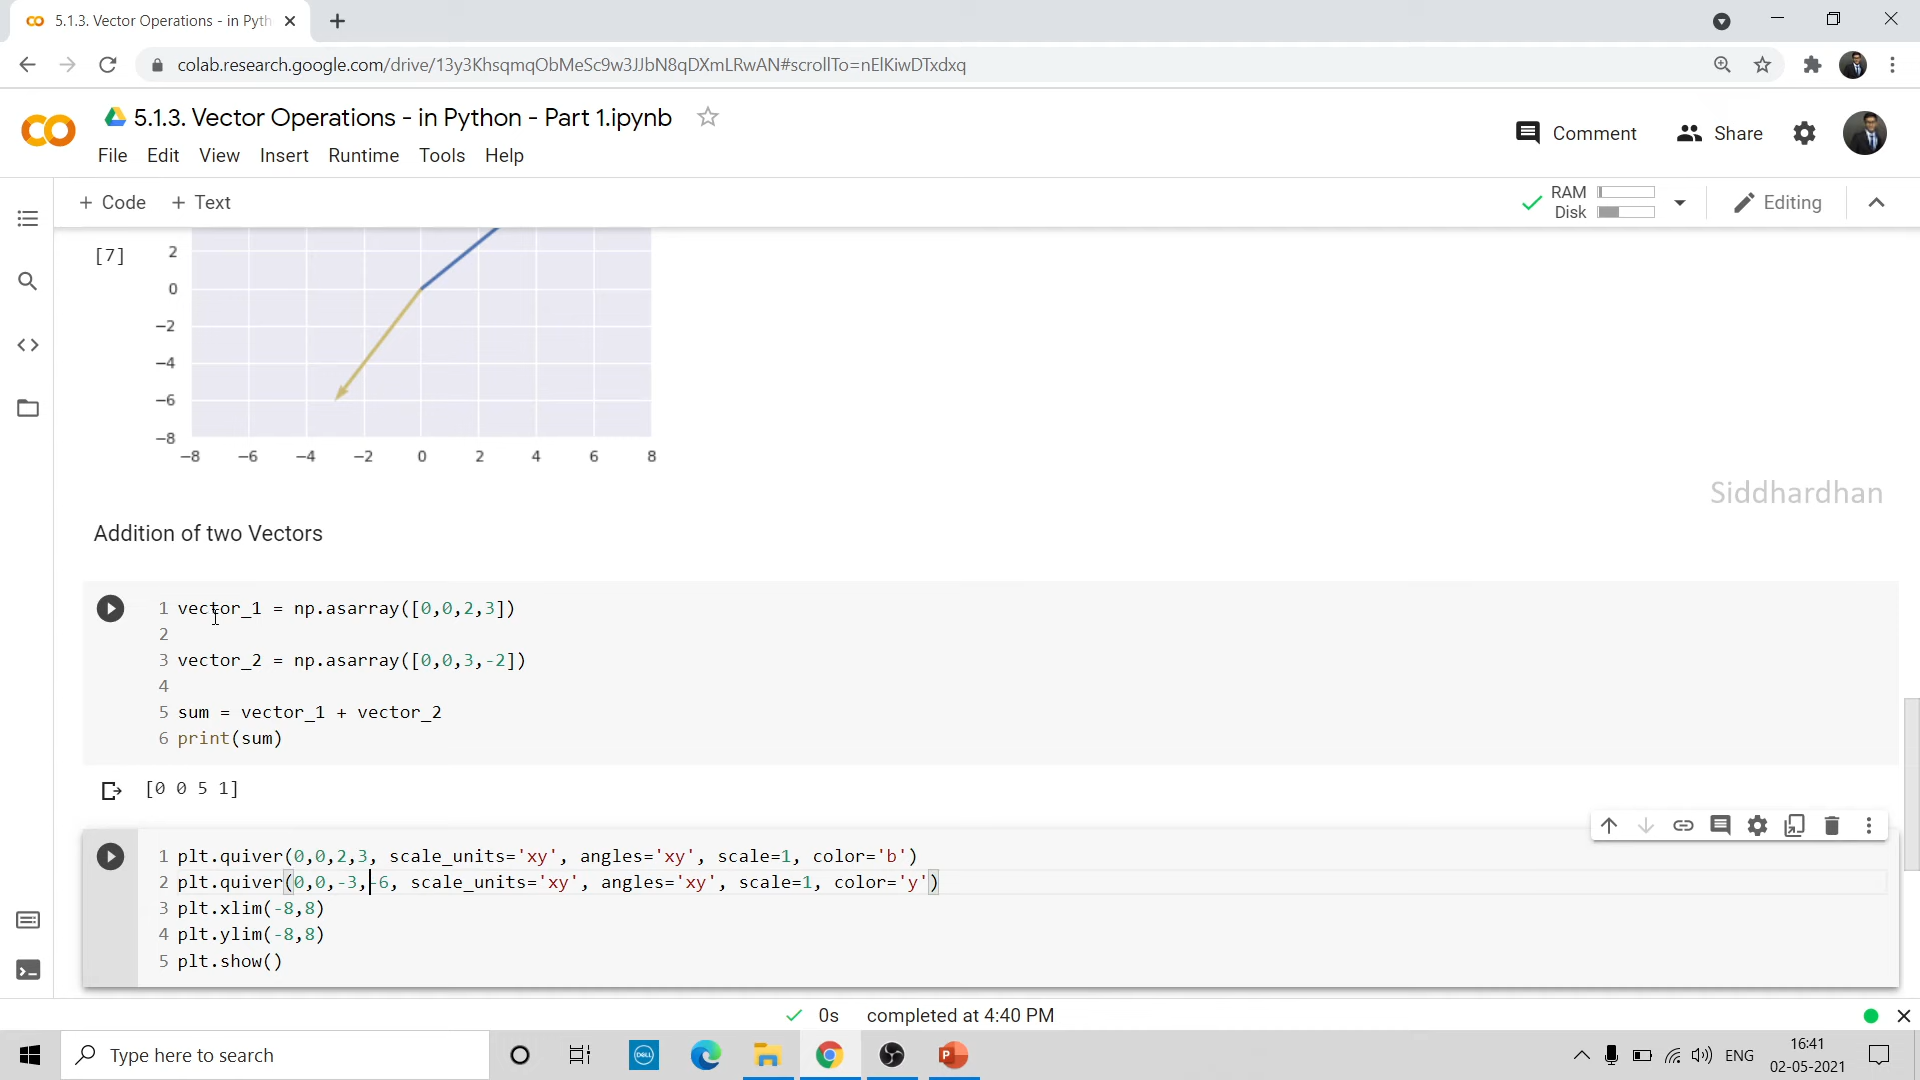 5.1.3. Vector Operations - in Pyth
colab.research.google.com/drive/13y3KhsqmqObMeSc9w3JJbN8qDXmLRwAN#scrollTo=nElKiwDTxdxq
5.1.3. Vector Operations - in Python - Part 1.ipynb
Comment
Share
File Edit View Insert Runtime Tools Help
+ Code + Text
RAM
Disk
Editing
[7]
2
0
−2
−4
−6
−8
−8 −6 −4 −2 0 2 4 6 8
Siddhardhan
Addition of two Vectors
1 vector_1 = np.asarray([0,0,2,3])
2
3 vector_2 = np.asarray([0,0,3,-2])
4
5 sum = vector_1 + vector_2
6 print(sum)
[0 0 5 1]
1 plt.quiver(0,0,2,3, scale_units='xy', angles='xy', scale=1, color='b')
2 plt.quiver(0,0,-3,-6, scale_units='xy', angles='xy', scale=1, color='y')
3 plt.xlim(-8,8)
4 plt.ylim(-8,8)
5 plt.show()
0s completed at 4:40 PM
Type here to search
DELL
ENG
16:41
02-05-2021